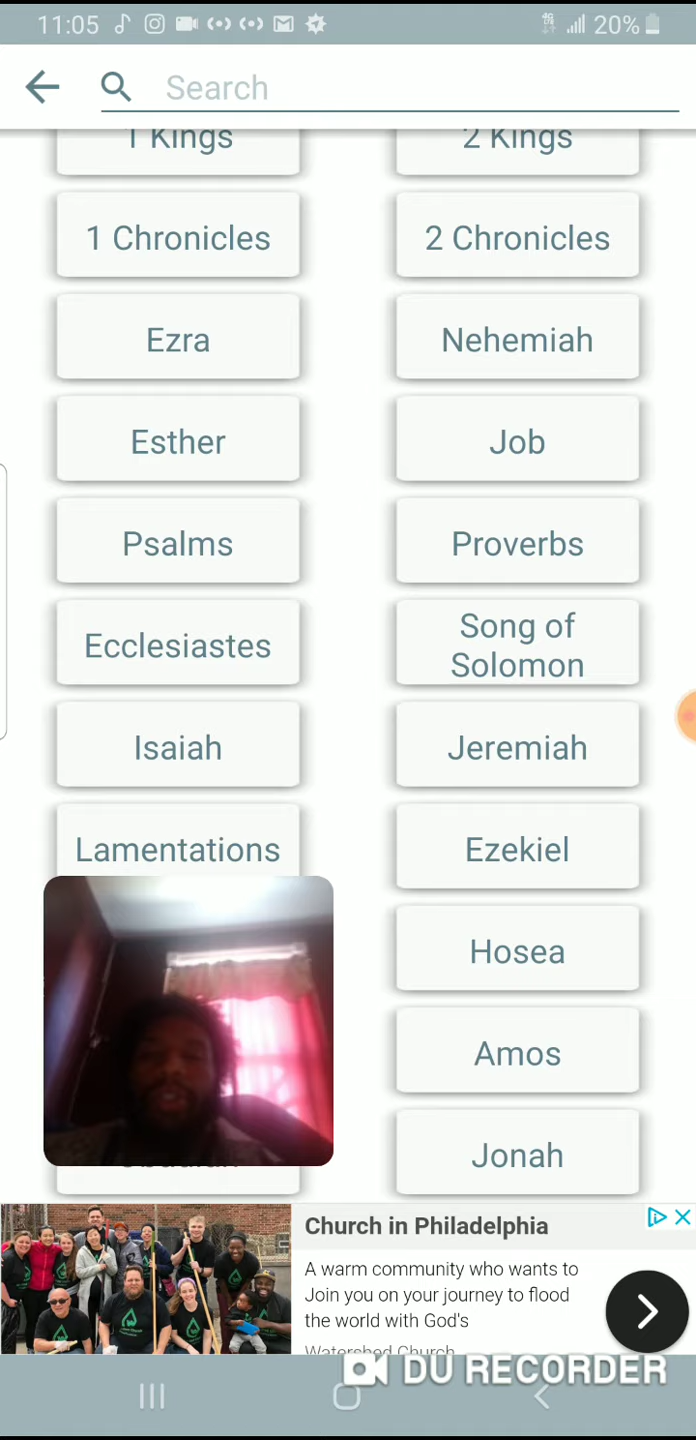 11:05
20%
Search
1 Kings
2 Kings
1 Chronicles
2 Chronicles
Ezra
Nehemiah
Esther
Job
Psalms
Proverbs
Ecclesiastes
Song of
Solomon
Isaiah
Jeremiah
Lamentations
Ezekiel
Hosea
Amos
Jonah
Church in Philadelphia
A warm community who wants to
Join you on your journey to flood
the world with God's
Watershed Church
DU RECORDER